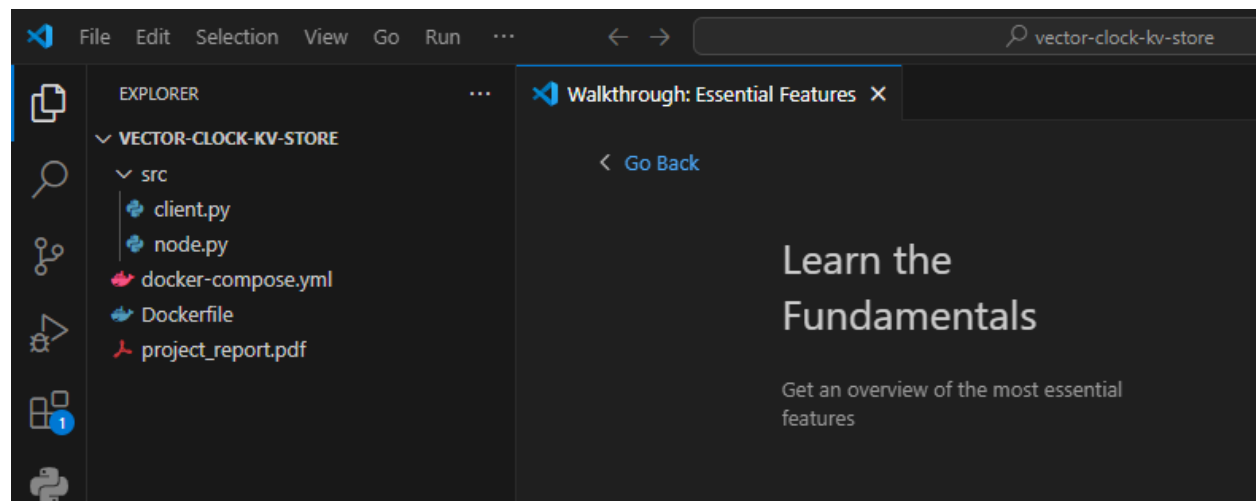 File Edit Selection View Go Run ···
vector-clock-kv-store
EXPLORER ···
Walkthrough: Essential Features
VECTOR-CLOCK-KV-STORE
Go Back
src
client.py
node.py
docker-compose.yml
Dockerfile
project_report.pdf
1
Learn the
Fundamentals
Get an overview of the most essential
features